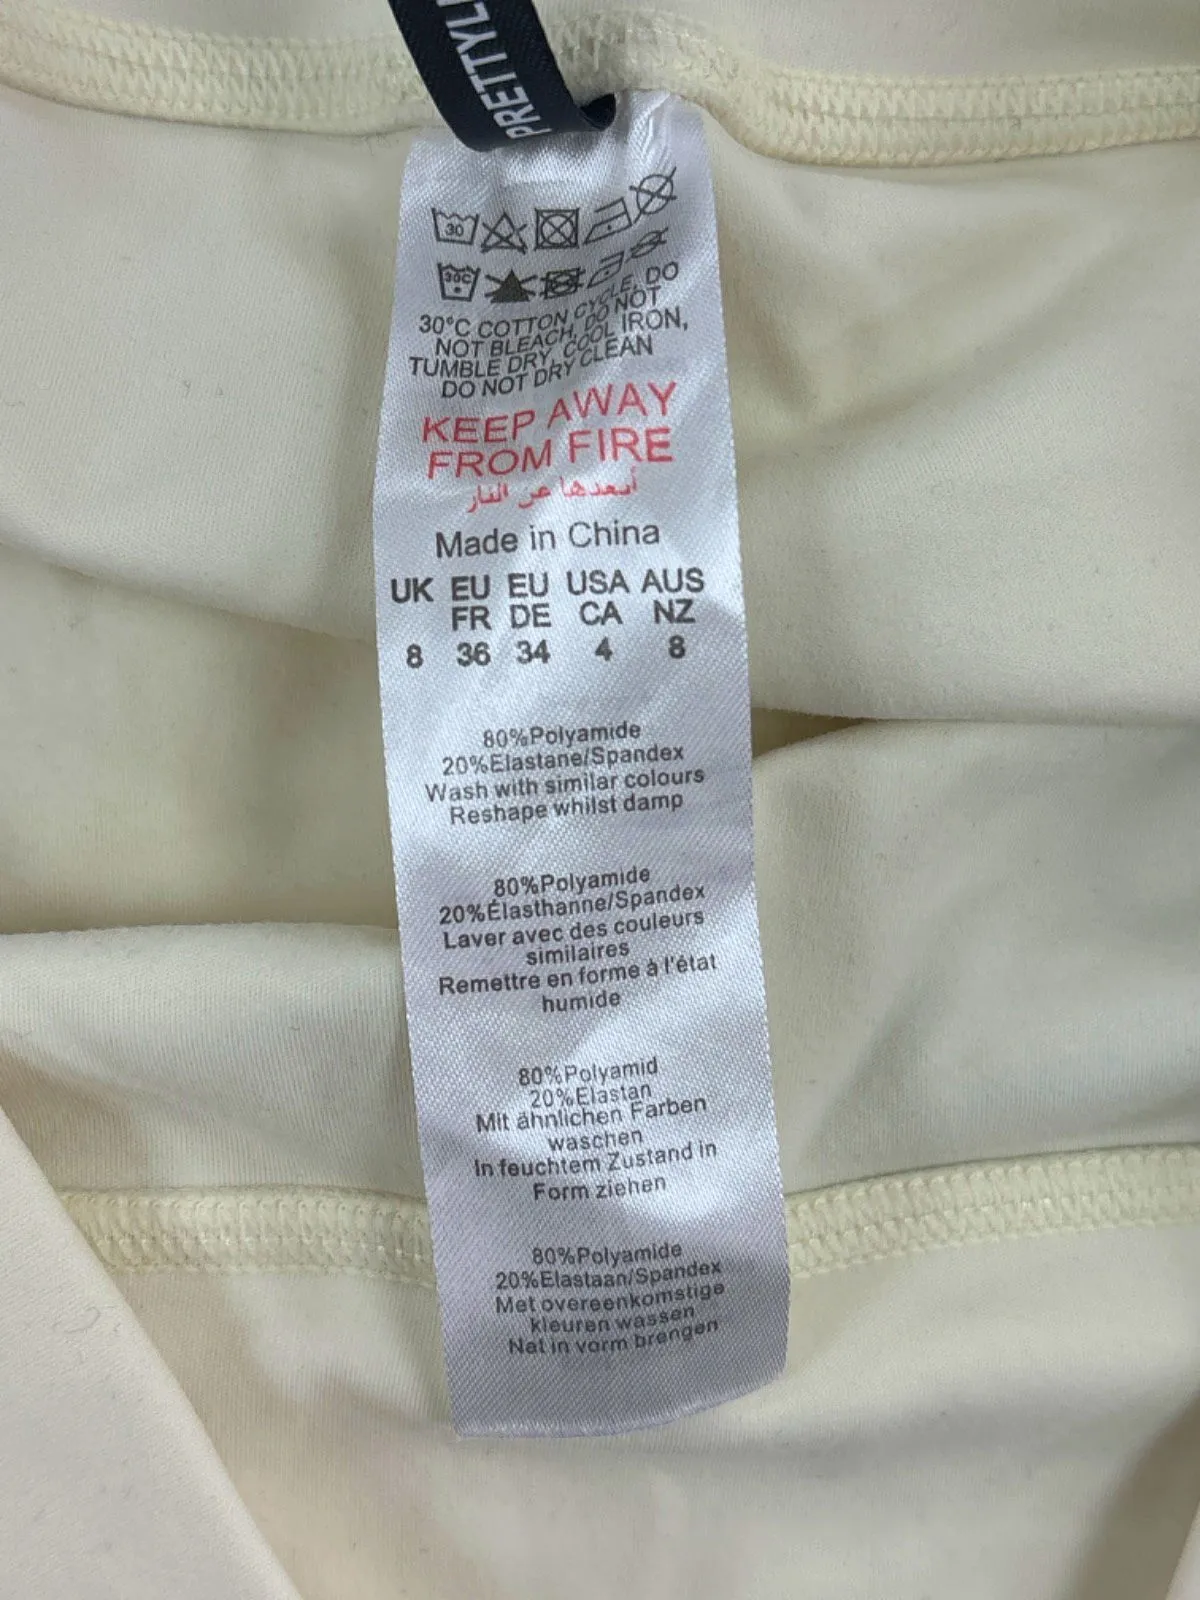 PRETTYL
30
30C
30°C COTTON CYCLE, DO
NOT BLEACH, DO NOT
TUMBLE DRY, COOL IRON,
DO NOT DRY CLEAN
KEEP AWAY
FROM FIRE
أبعدها عن النار
Made in China
UK EU EU USA AUS
FR DE CA NZ
8 36 34 4 8
80%Polyamide
20%Elastane/Spandex
Wash with similar colours
Reshape whilst damp
80%Polyamide
20%Élasthanne/Spandex
Laver avec des couleurs
similaires
Remettre en forme à l'état
humide
80%Polyamid
20%Elastan
Mit ähnlichen Farben
waschen
In feuchtem Zustand in
Form ziehen
80%Polyamide
20%Elastaan/Spandex
Met overeenkomstige
kleuren wassen
Nat in vorm brengen